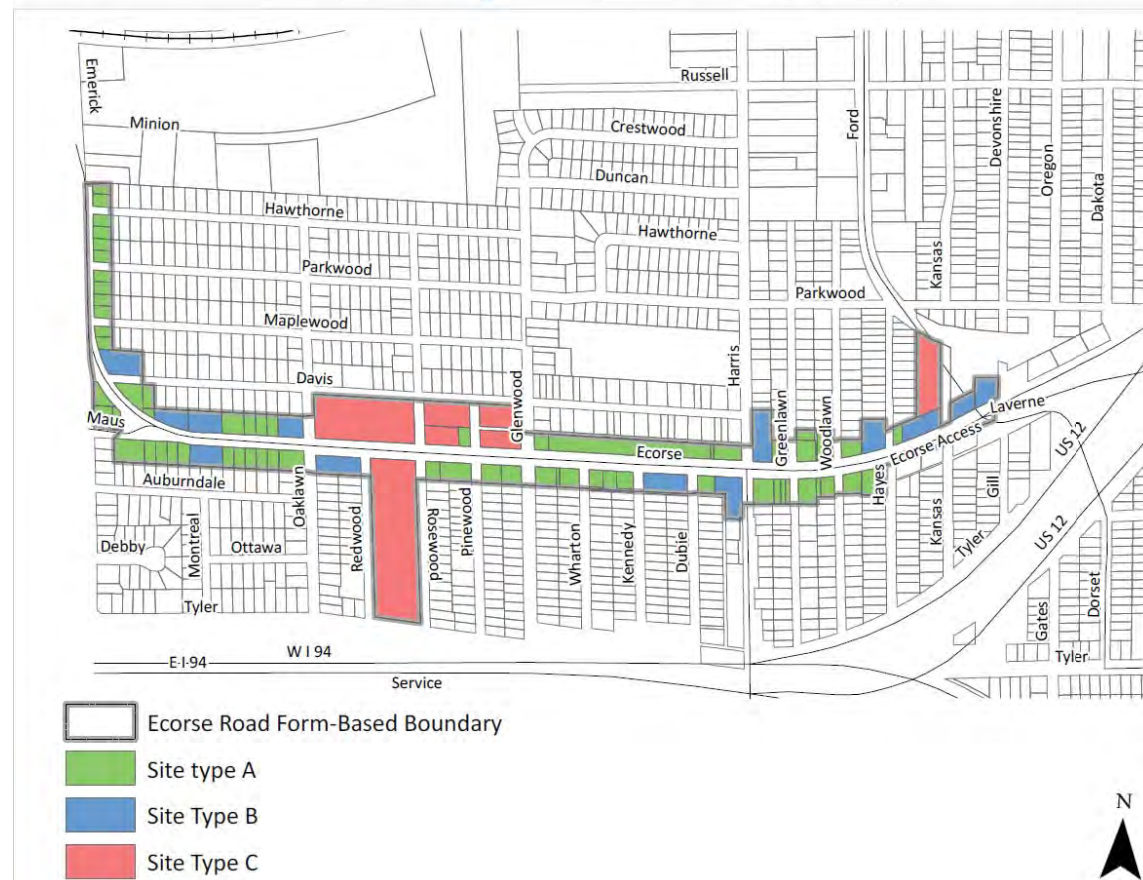 Russell
Emerick
Minion
Crestwood
Ford
Devonshire
Oregon
Dakota
Duncan
Hawthorne
Hawthorne
Kansas
Parkwood
Parkwood
Maplewood
Harris
Davis
Glenwood
Greenlawn
Woodlawn
Laverne
Maus
Ecorse
Ecorse Access
US 12
Auburndale
Oaklawn
Hayes
Gill
Redwood
Rosewood
Pinewood
Kansas
US 12
Debby
Montreal
Ottawa
Wharton
Kennedy
Dubie
Tyler
Tyler
Gates
Dorset
W I 94
E I 94
Tyler
Service
Ecorse Road Form-Based Boundary
Site type A
Site Type B
Site Type C
N